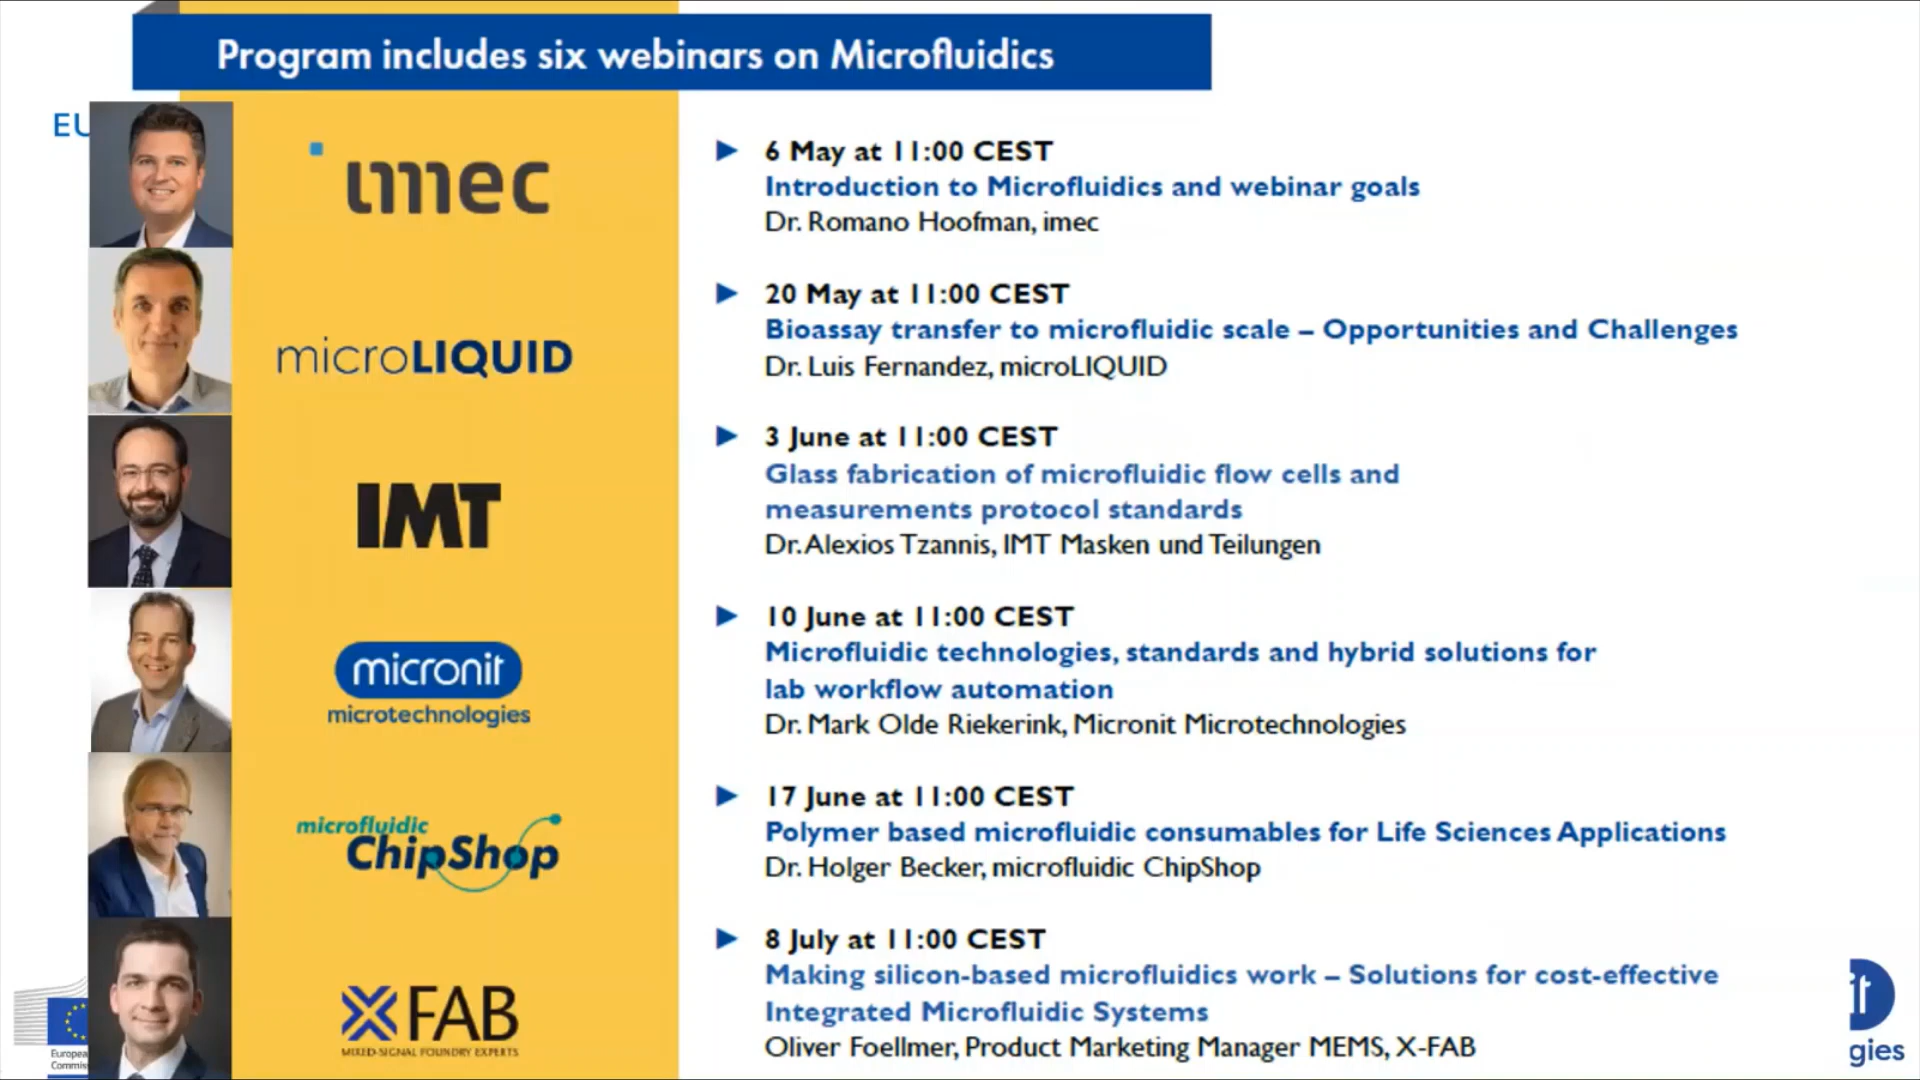 Program includes six webinars on Microfluidics
EU
imec
6 May at 11:00 CEST
Introduction to Microfluidics and webinar goals
Dr. Romano Hoofman, imec
microLIQUID
20 May at 11:00 CEST
Bioassay transfer to microfluidic scale – Opportunities and Challenges
Dr. Luis Fernandez, microLIQUID
IMT
3 June at 11:00 CEST
Glass fabrication of microfluidic flow cells and
measurements protocol standards
Dr. Alexios Tzannis, IMT Masken und Teilungen
micronit
microtechnologies
10 June at 11:00 CEST
Microfluidic technologies, standards and hybrid solutions for
lab workflow automation
Dr. Mark Olde Riekerink, Micronit Microtechnologies
microfluidic
ChipShop
17 June at 11:00 CEST
Polymer based microfluidic consumables for Life Sciences Applications
Dr. Holger Becker, microfluidic ChipShop
XFAB
MIXED-SIGNAL FOUNDRY EXPERTS
8 July at 11:00 CEST
Making silicon-based microfluidics work – Solutions for cost-effective
Integrated Microfluidic Systems
Oliver Foellmer, Product Marketing Manager MEMS, X-FAB
Europea
Commis
it
gies